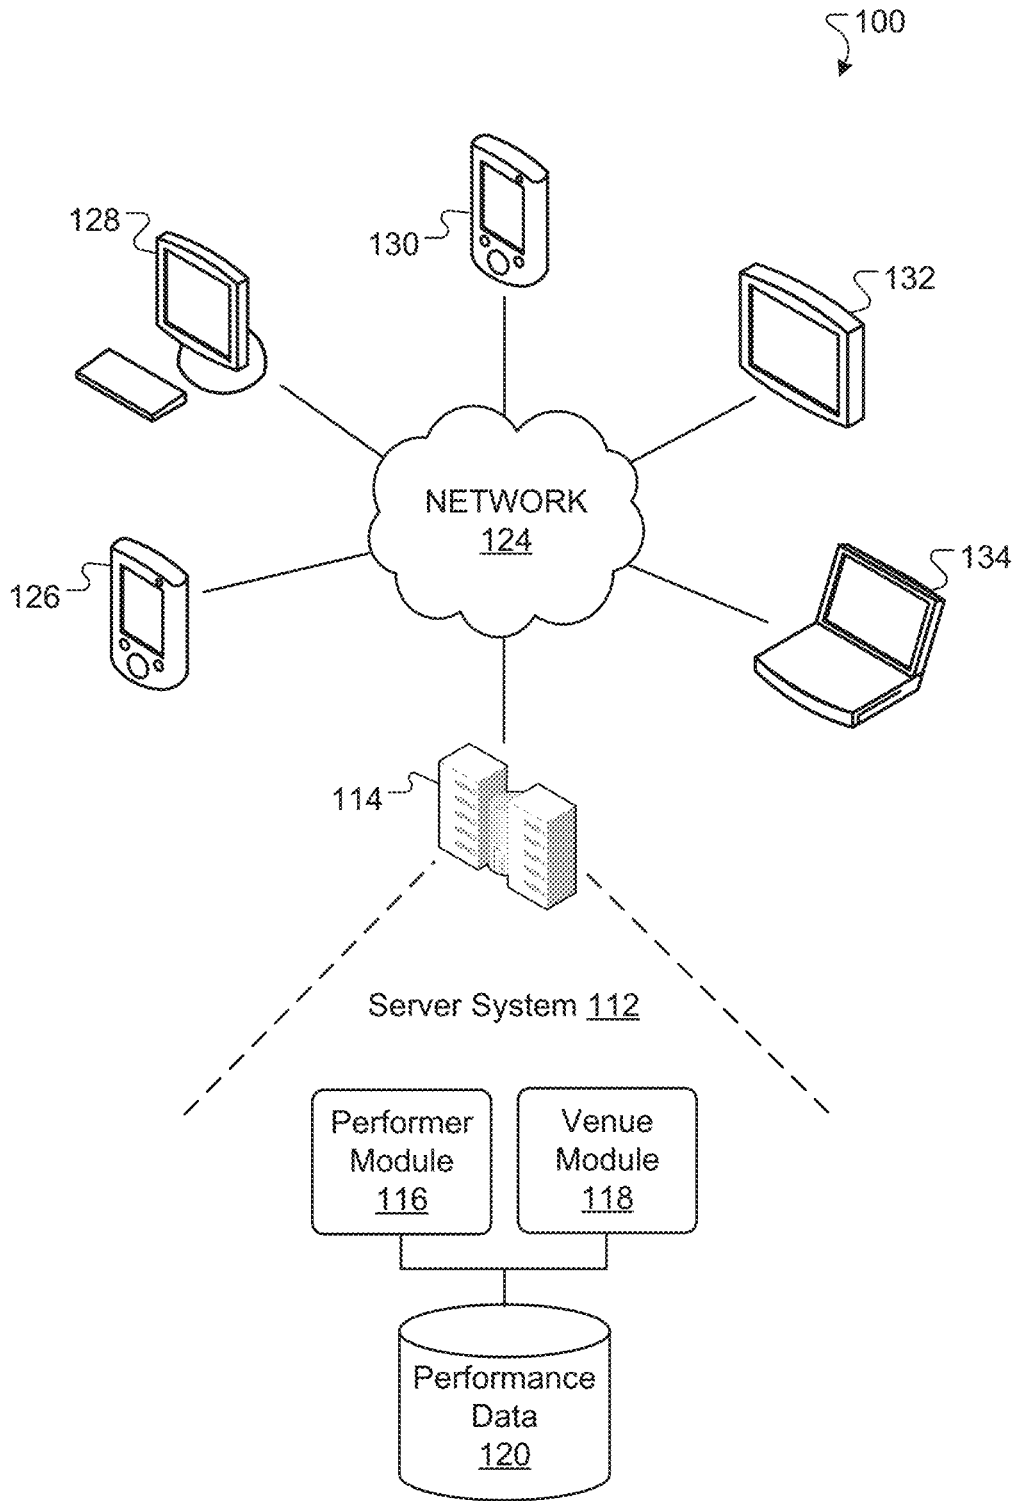 100
128
130
132
NETWORK
124
134
126
114
Server System 112
Performer
Module
116
Venue
Module
118
Performance
Data
120